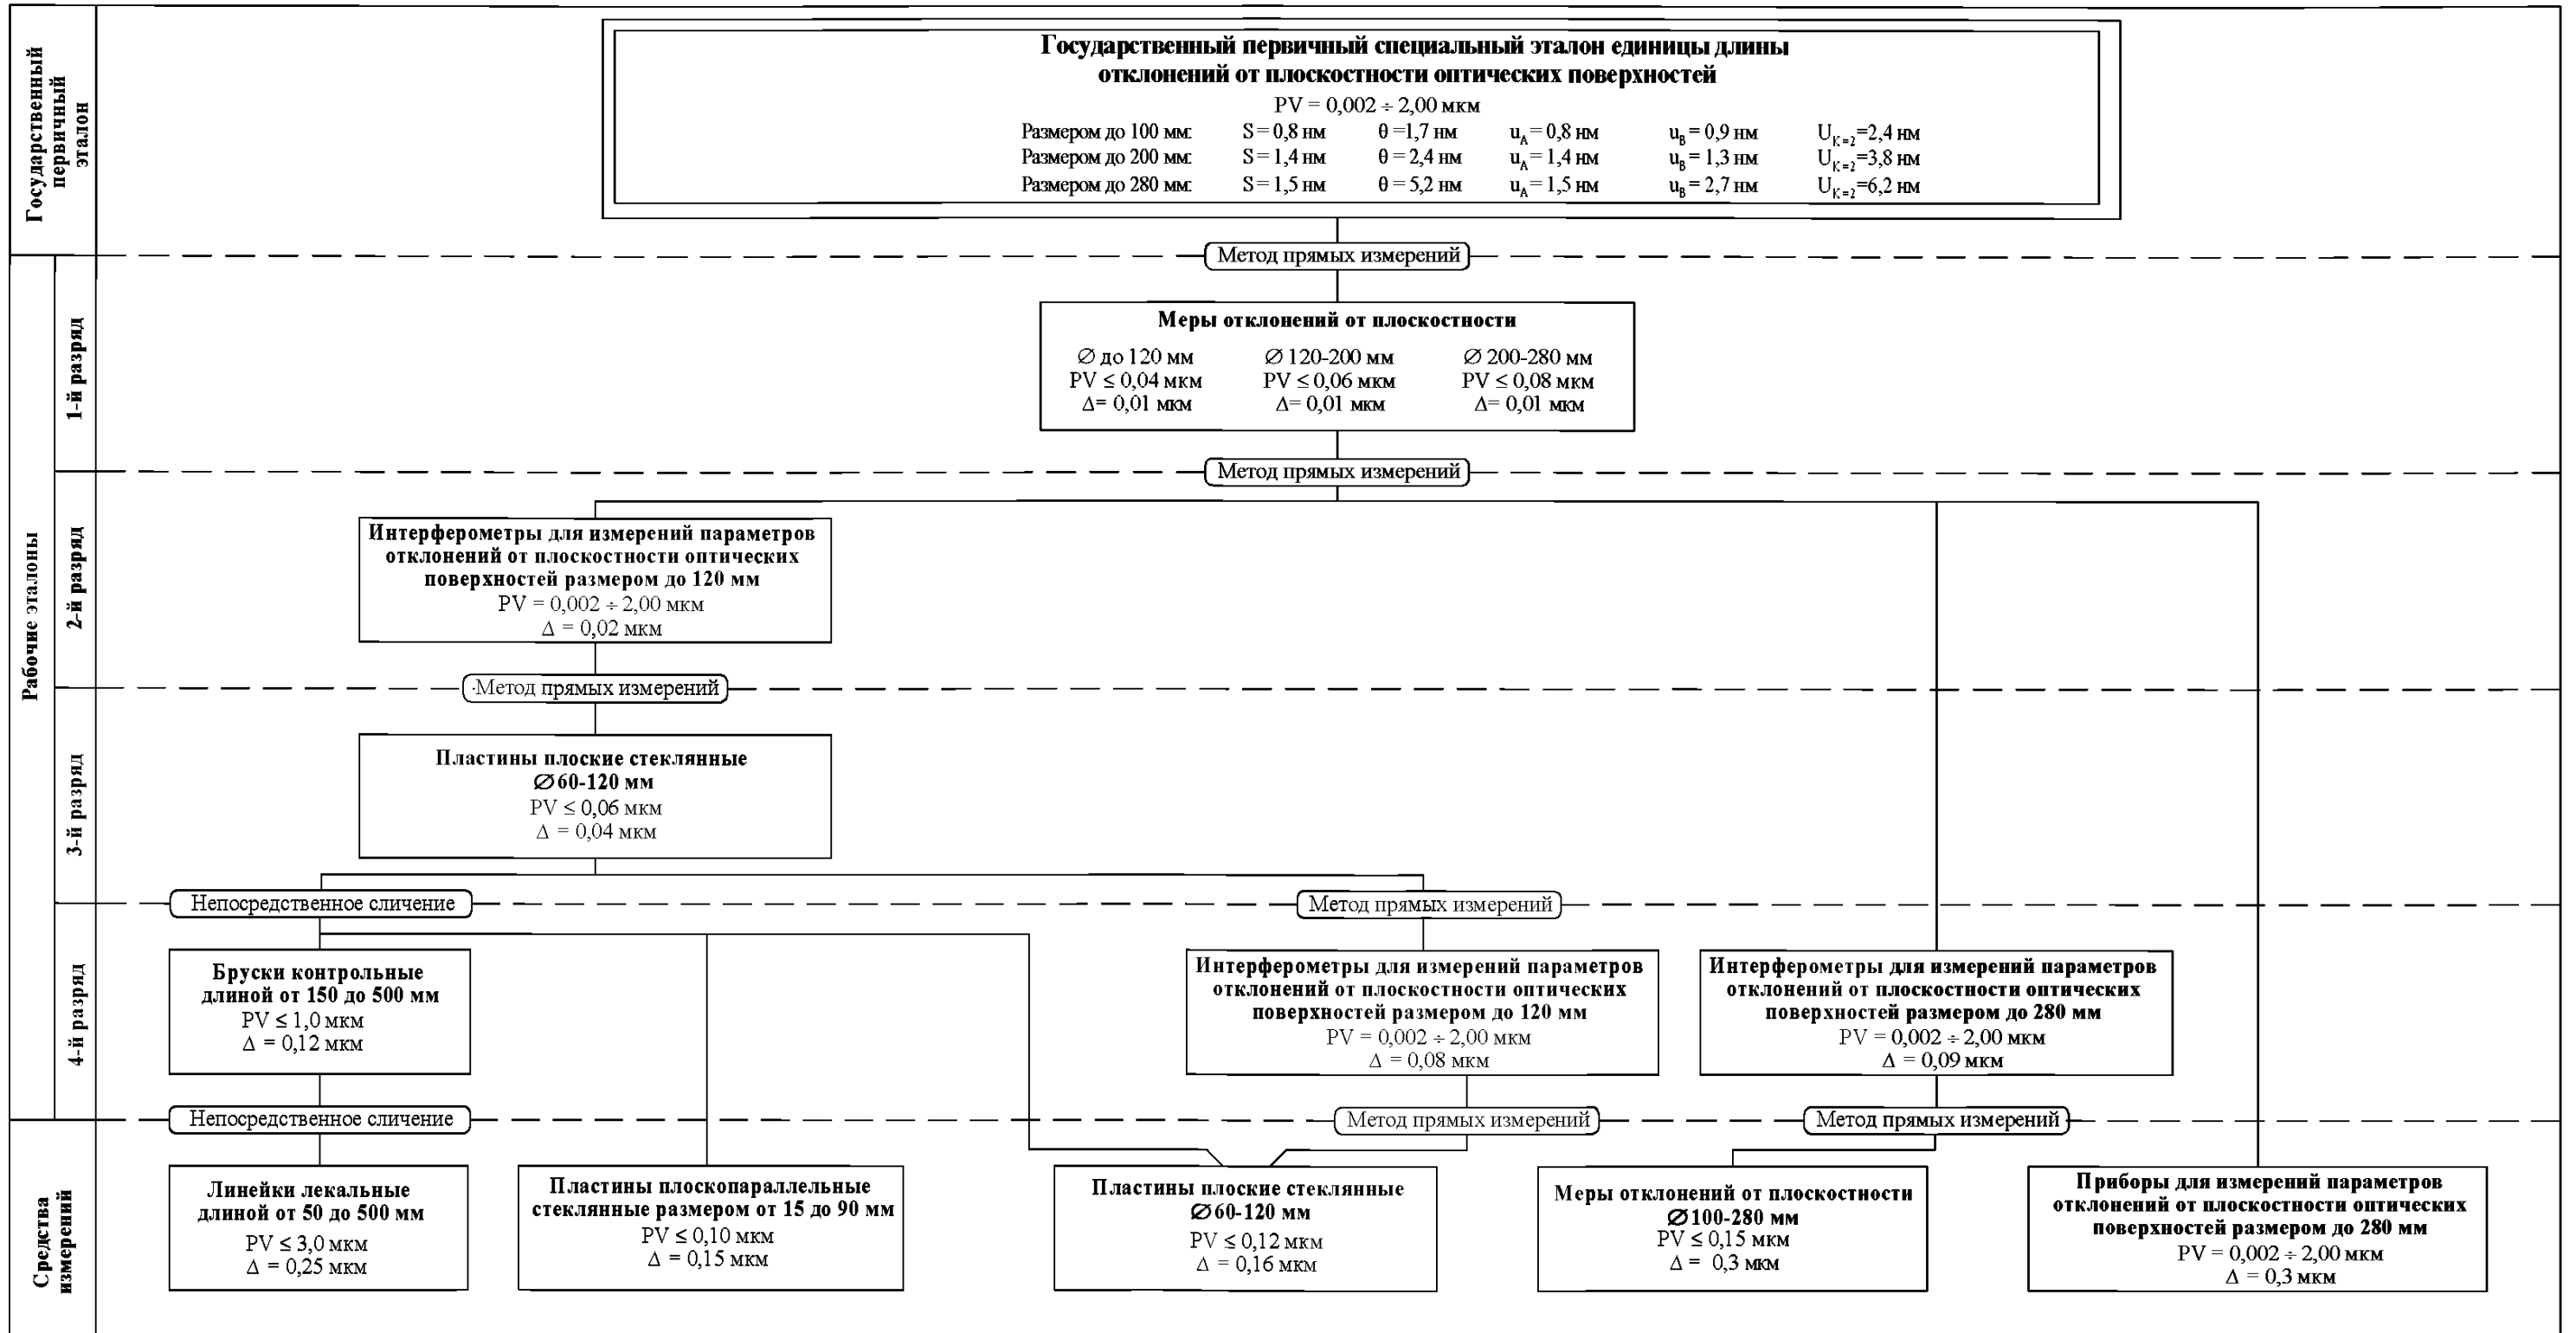 Государственный первичный эталон
Государственный первичный специальный эталон единицы длины
отклонений от плоскостности оптических поверхностей
PV = 0,002 ÷ 2,00 мкм
Размером до 100 мм: S = 0,8 нм θ =1,7 нм uA = 0,8 нм uB = 0,9 нм UK=2=2,4 нм
Размером до 200 мм: S = 1,4 нм θ = 2,4 нм uA = 1,4 нм uB = 1,3 нм UK=2=3,8 нм
Размером до 280 мм: S = 1,5 нм θ = 5,2 нм uA = 1,5 нм uB = 2,7 нм UK=2=6,2 нм
Метод прямых измерений
Рабочие эталоны
1-й разряд
Меры отклонений от плоскостности
∅ до 120 мм ∅ 120-200 мм ∅ 200-280 мм
PV ≤ 0,04 мкм PV ≤ 0,06 мкм PV ≤ 0,08 мкм
Δ= 0,01 мкм Δ= 0,01 мкм Δ= 0,01 мкм
Метод прямых измерений
2-й разряд
Интерферометры для измерений параметров
отклонений от плоскостности оптических
поверхностей размером до 120 мм
PV = 0,002 ÷ 2,00 мкм
Δ = 0,02 мкм
Метод прямых измерений
3-й разряд
Пластины плоские стеклянные
∅ 60-120 мм
PV ≤ 0,06 мкм
Δ = 0,04 мкм
Непосредственное сличение
Метод прямых измерений
4-й разряд
Бруски контрольные
длиной от 150 до 500 мм
PV ≤ 1,0 мкм
Δ = 0,12 мкм
Интерферометры для измерений параметров
отклонений от плоскостности оптических
поверхностей размером до 120 мм
PV = 0,002 ÷ 2,00 мкм
Δ = 0,08 мкм
Интерферометры для измерений параметров
отклонений от плоскостности оптических
поверхностей размером до 280 мм
PV = 0,002 ÷ 2,00 мкм
Δ = 0,09 мкм
Непосредственное сличение
Метод прямых измерений
Метод прямых измерений
Средства измерений
Линейки лекальные
длиной от 50 до 500 мм
PV ≤ 3,0 мкм
Δ = 0,25 мкм
Пластины плоскопараллельные
стеклянные размером от 15 до 90 мм
PV ≤ 0,10 мкм
Δ = 0,15 мкм
Пластины плоские стеклянные
∅ 60-120 мм
PV ≤ 0,12 мкм
Δ = 0,16 мкм
Меры отклонений от плоскостности
∅ 100-280 мм
PV ≤ 0,15 мкм
Δ = 0,3 мкм
Приборы для измерений параметров
отклонений от плоскостности оптических
поверхностей размером до 280 мм
PV = 0,002 ÷ 2,00 мкм
Δ = 0,3 мкм